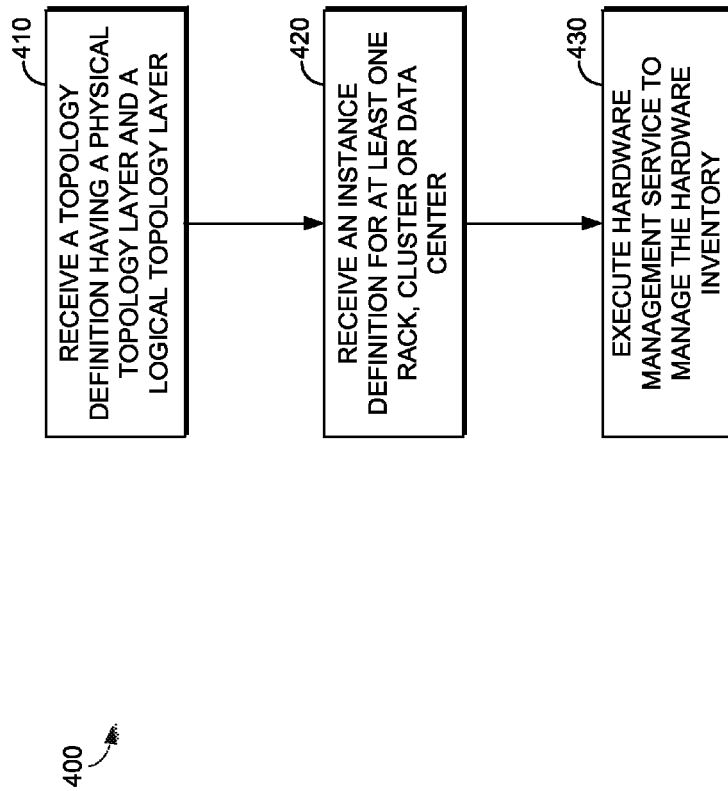 400
410
RECEIVE A TOPOLOGY
DEFINITION HAVING A PHYSICAL
TOPOLOGY LAYER AND A
LOGICAL TOPOLOGY LAYER
420
RECEIVE AN INSTANCE
DEFINITION FOR AT LEAST ONE
RACK, CLUSTER OR DATA
CENTER
430
EXECUTE HARDWARE
MANAGEMENT SERVICE TO
MANAGE THE HARDWARE
INVENTORY